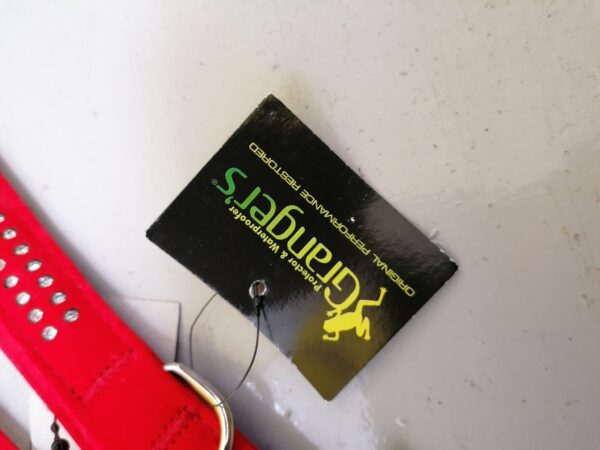 Protector & Waterproofer
Granger's®
ORIGINAL PERFORMANCE RESTORED